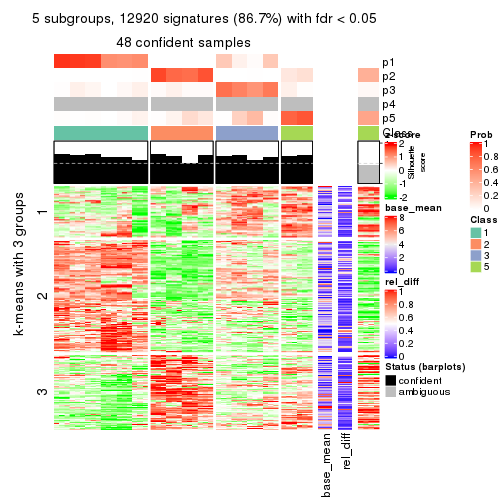 5 subgroups, 12920 signatures (86.7%) with fdr < 0.05
48 confident samples
p1
p2
p3
p4
p5
Class
Silhouette
score
k-means with 3 groups
1
2
3
base_mean
rel_diff
z-score
2
1
0
-1
-2
base_mean
8
6
4
2
0
rel_diff
1
0.8
0.6
0.4
0.2
0
Status (barplots)
confident
ambiguous
Prob
1
0.8
0.6
0.4
0.2
0
Class
1
2
3
5